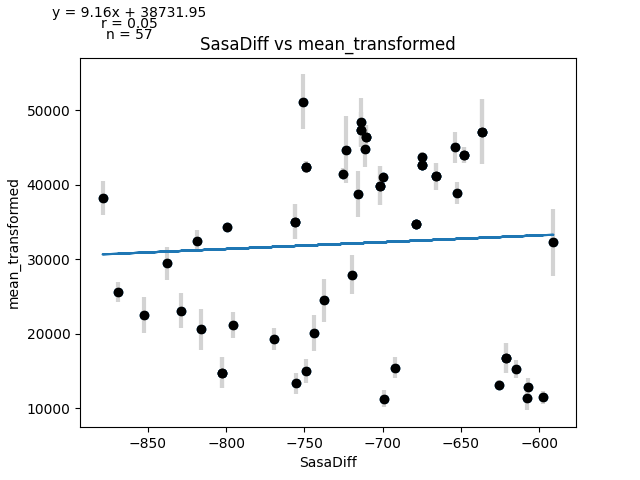 y = 9.16x + 38731.95
r = 0.05
n = 57
SasaDiff vs mean_transformed
mean_transformed
50000
40000
30000
20000
10000
−850
−800
−750
−700
−650
−600
SasaDiff